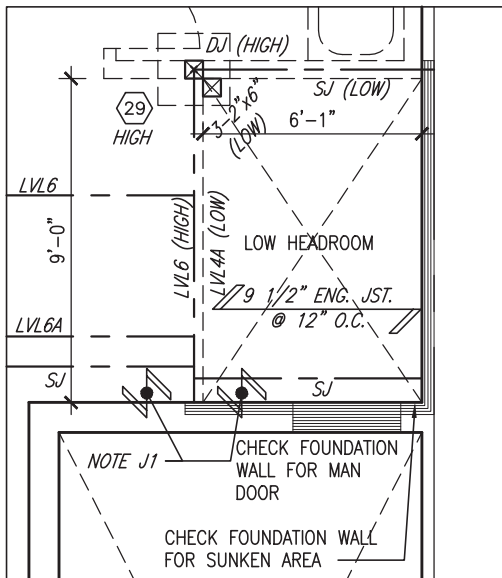 DJ (HIGH)
SJ (LOW)
29
HIGH
3-2"x6"
(LOW)
6'-1"
LVL6
9'-0"
LVL6 (HIGH)
LVL4A (LOW)
LOW HEADROOM
9 1/2" ENG. JST.
@ 12" O.C.
LVL6A
SJ
SJ
NOTE J1
CHECK FOUNDATION
WALL FOR MAN
DOOR
CHECK FOUNDATION WALL
FOR SUNKEN AREA